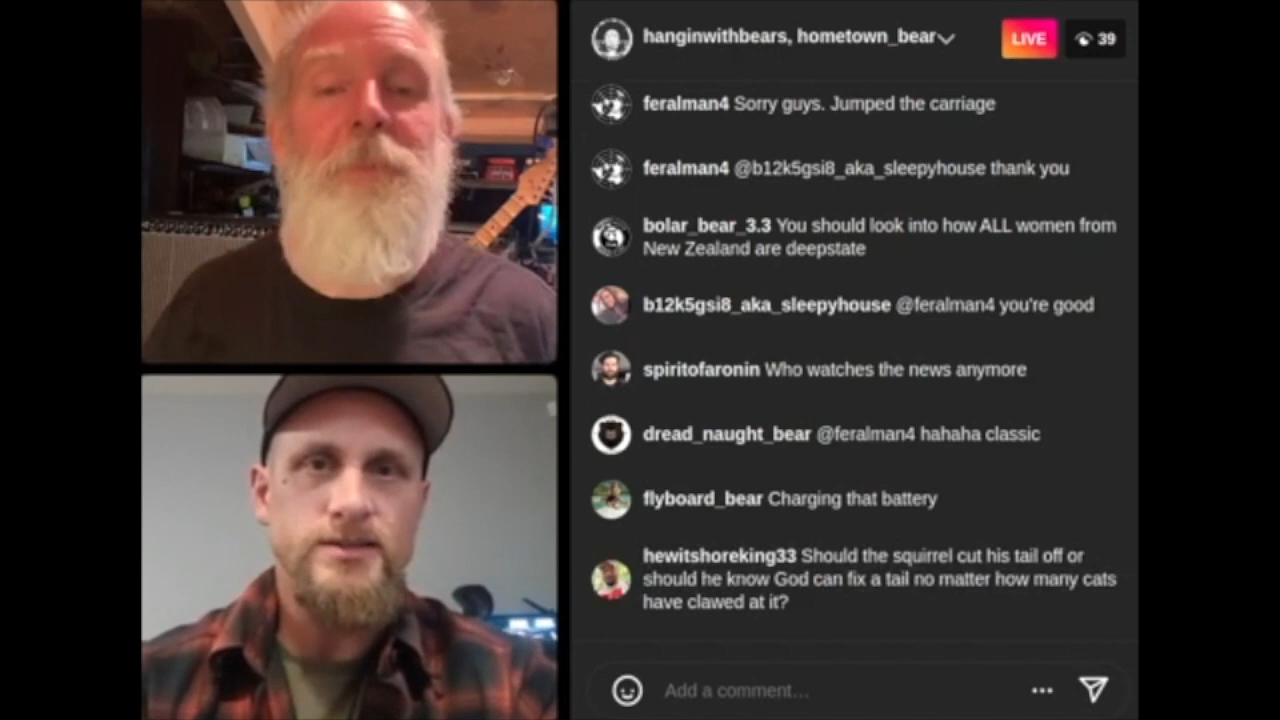 hanginwithbears, hometown_bear
LIVE
39
feralman4 Sorry guys. Jumped the carriage
feralman4 @b12k5gsi8_aka_sleepyhouse thank you
bolar_bear_3.3 You should look into how ALL women from
New Zealand are deepstate
b12k5gsi8_aka_sleepyhouse @feralman4 you're good
spiritofaronin Who watches the news anymore
dread_naught_bear @feralman4 hahaha classic
flyboard_bear Charging that battery
hewitshoreking33 Should the squirrel cut his tail off or
should he know God can fix a tail no matter how many cats
have clawed at it?
Add a comment...